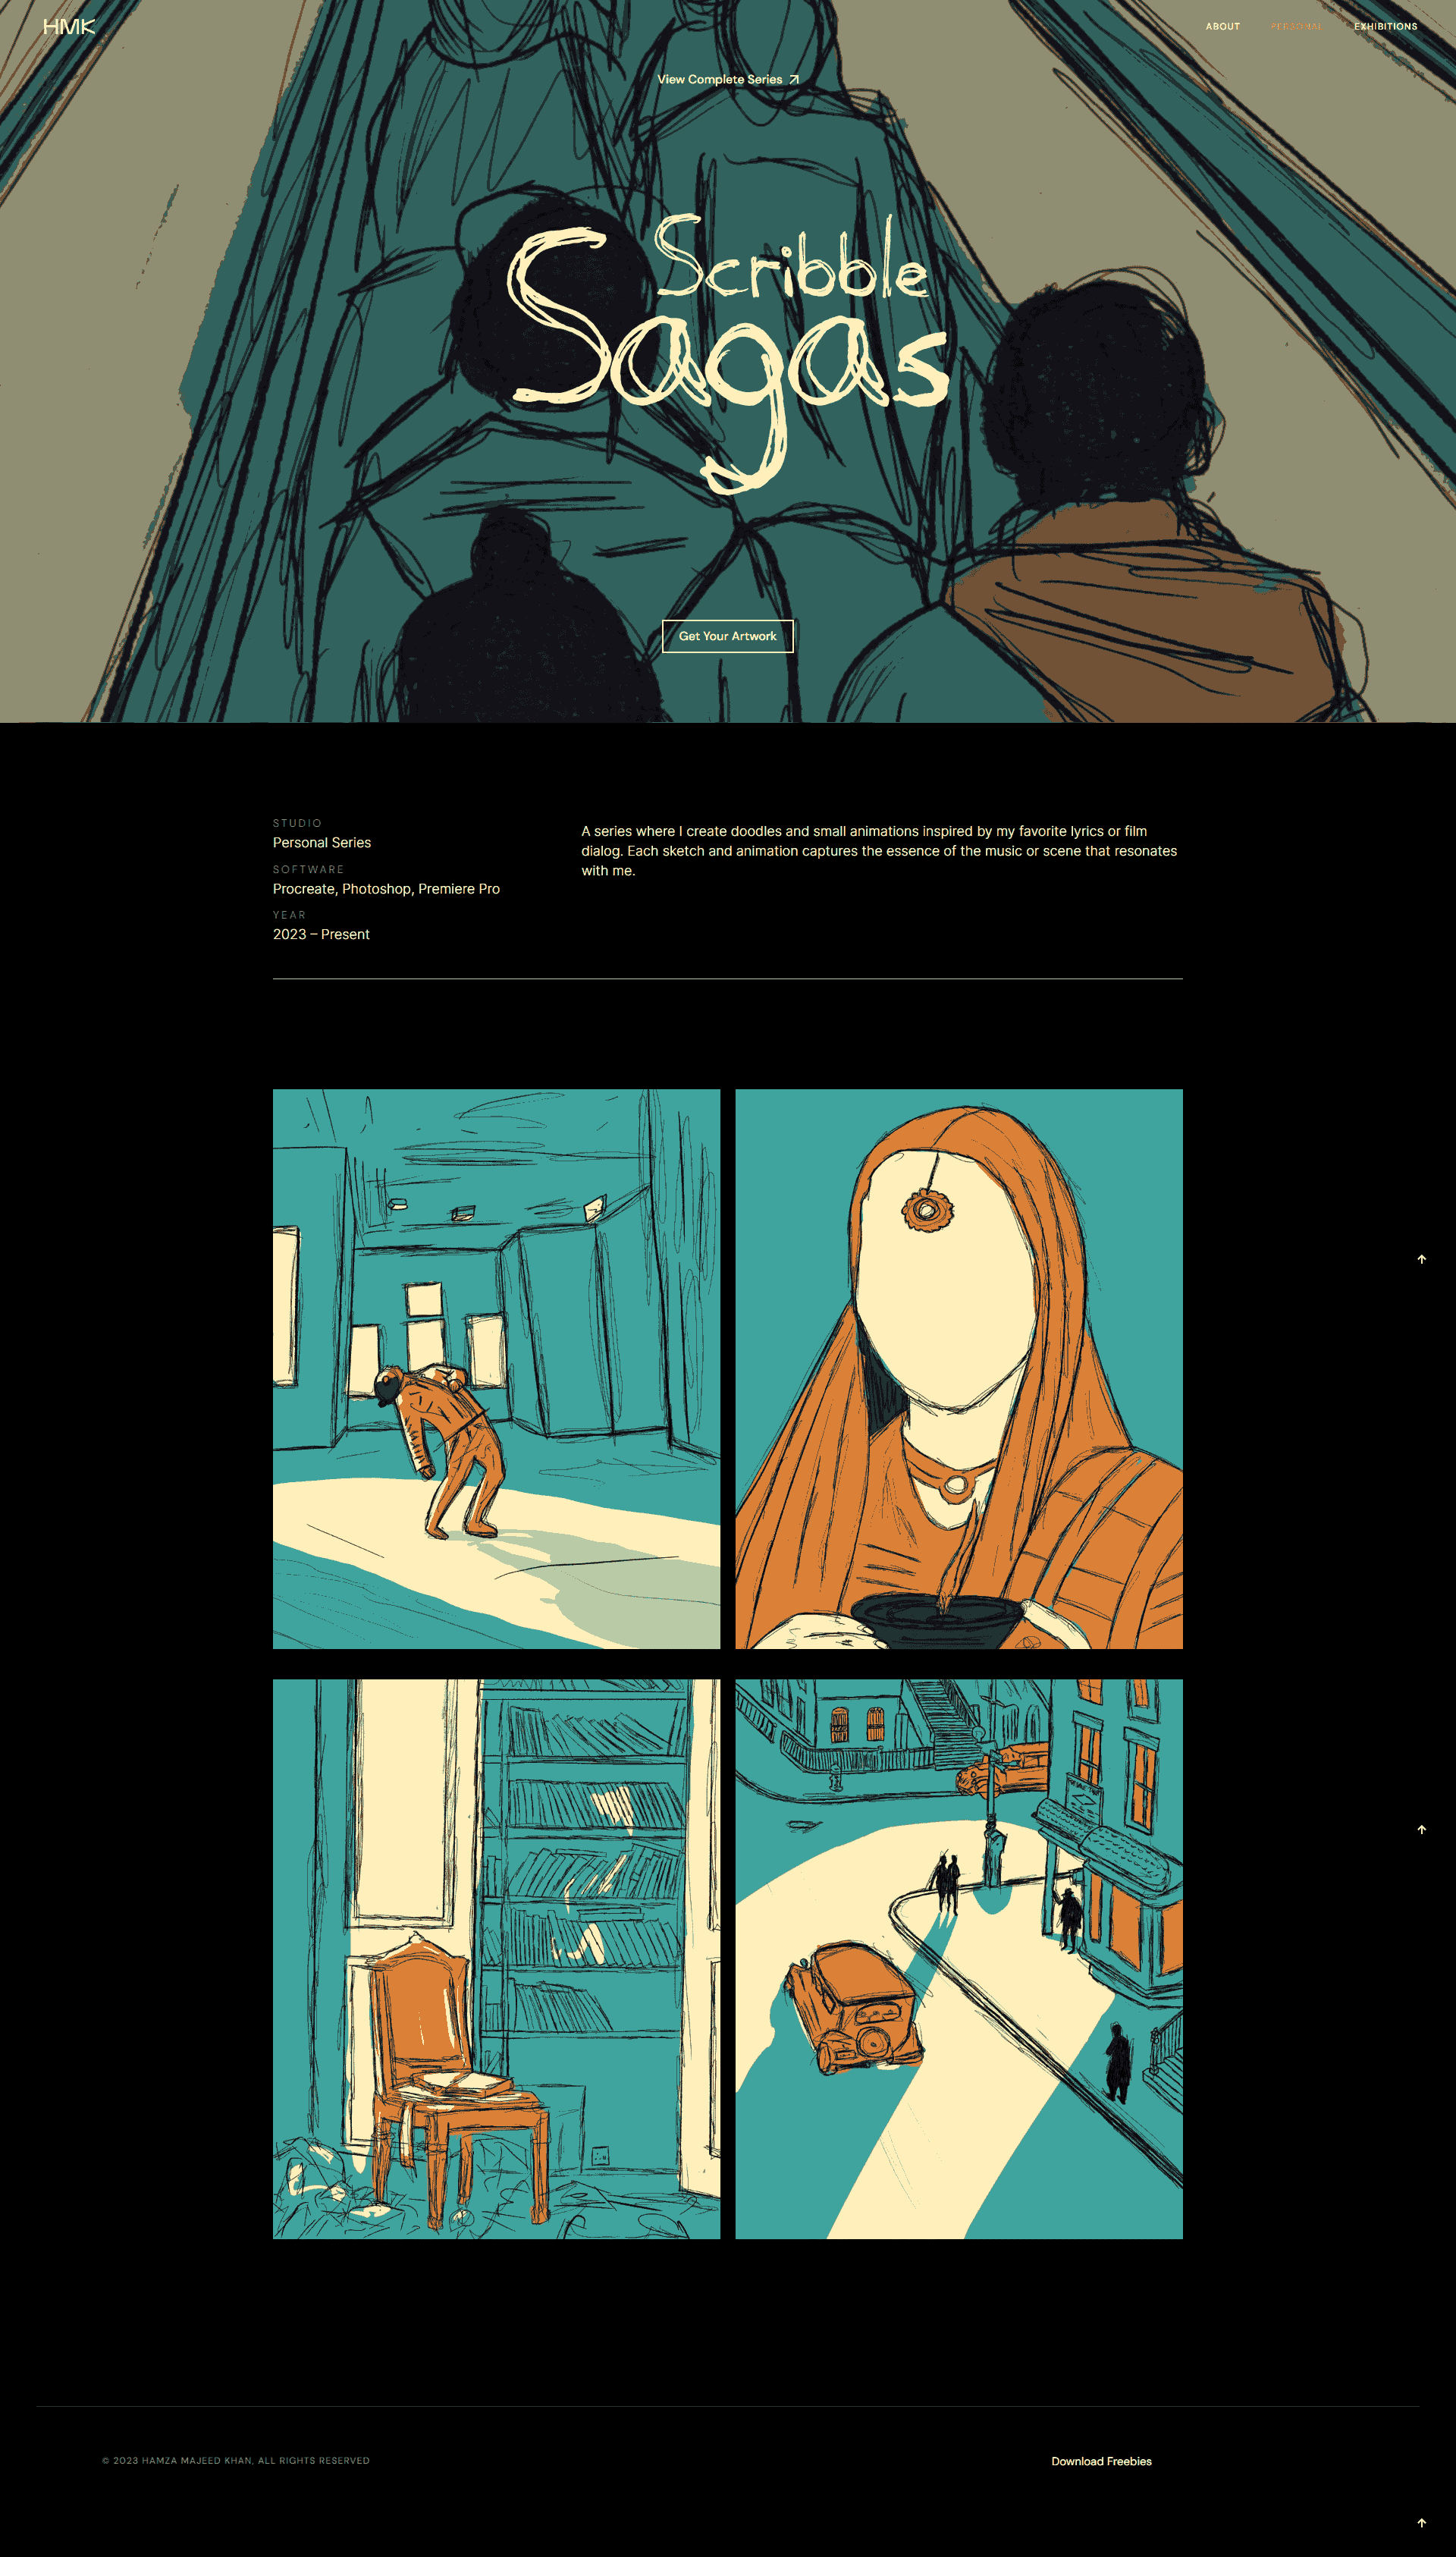 HMK
ABOUT PERSONAL EXHIBITIONS
View Complete Series
Scribble
Sagas
Get Your Artwork
STUDIO
Personal Series
SOFTWARE
Procreate, Photoshop, Premiere Pro
YEAR
2023 – Present
A series where I create doodles and small animations inspired by my favorite lyrics or film
dialog. Each sketch and animation captures the essence of the music or scene that resonates
with me.
© 2023 HAMZA MAJEED KHAN, ALL RIGHTS RESERVED
Download Freebies